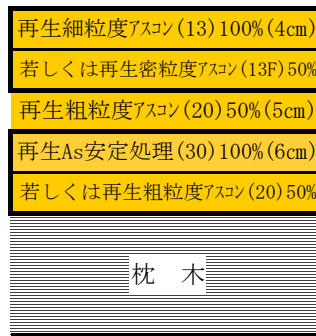 再生細粒度ｱｽｺﾝ(13)100%(4cm)
若しくは再生密粒度ｱｽｺﾝ(13F)50%
再生粗粒度ｱｽｺﾝ(20)50%(5cm)
再生As安定処理(30)100%(6cm)
若しくは再生粗粒度ｱｽｺﾝ(20)50%
枕　木